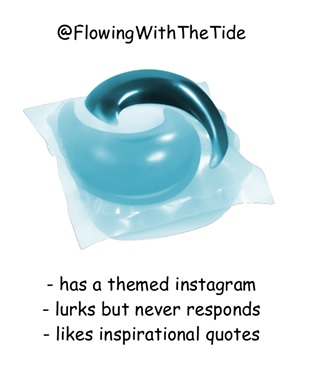 @FlowingWithTheTide
- has a themed instagram
- lurks but never responds
- likes inspirational quotes